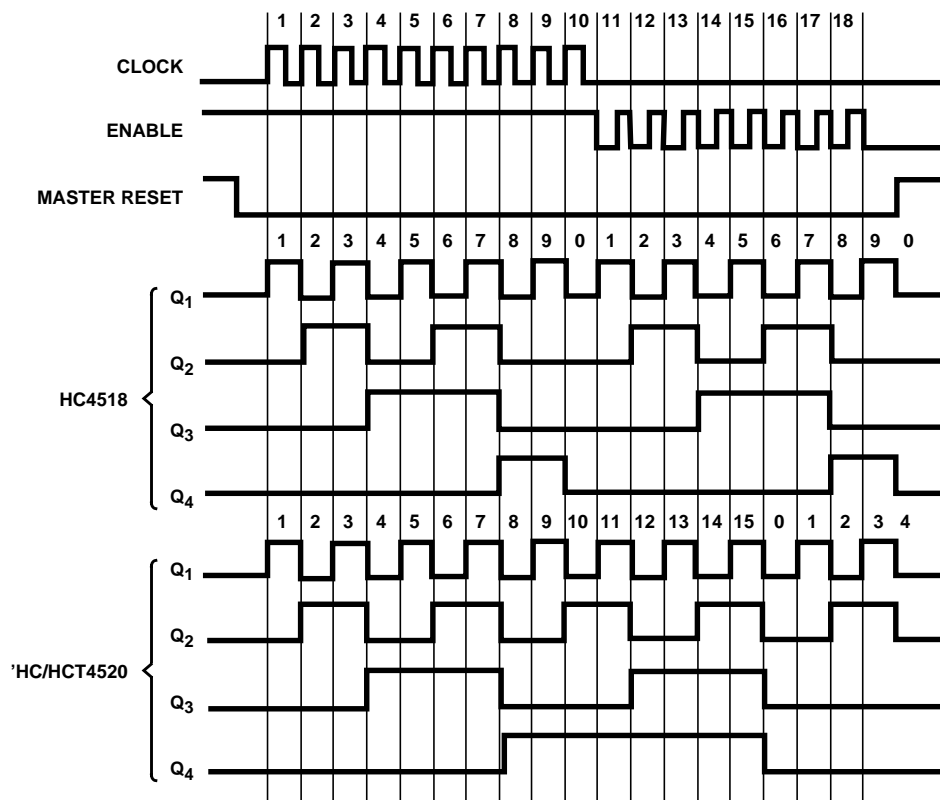 1 2 3 4 5 6 7 8 9 10 11 12 13 14 15 16 17 18
CLOCK
ENABLE
MASTER RESET
1 2 3 4 5 6 7 8 9 0 1 2 3 4 5 6 7 8 9 0
Q1
Q2
HC4518
Q3
Q4
1 2 3 4 5 6 7 8 9 10 11 12 13 14 15 0 1 2 3 4
Q1
Q2
’HC/HCT4520
Q3
Q4